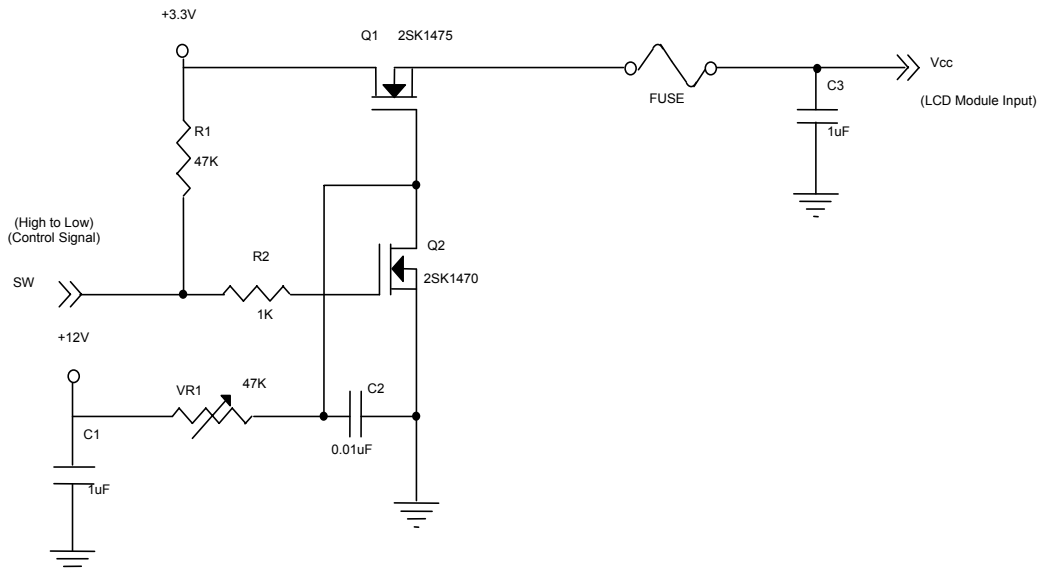 +3.3V
Q1 2SK1475
Vcc
FUSE
C3
(LCD Module Input)
1uF
R1
47K
(High to Low)
(Control Signal)
SW
R2
1K
Q2
2SK1470
+12V
VR1
47K
C2
0.01uF
C1
1uF